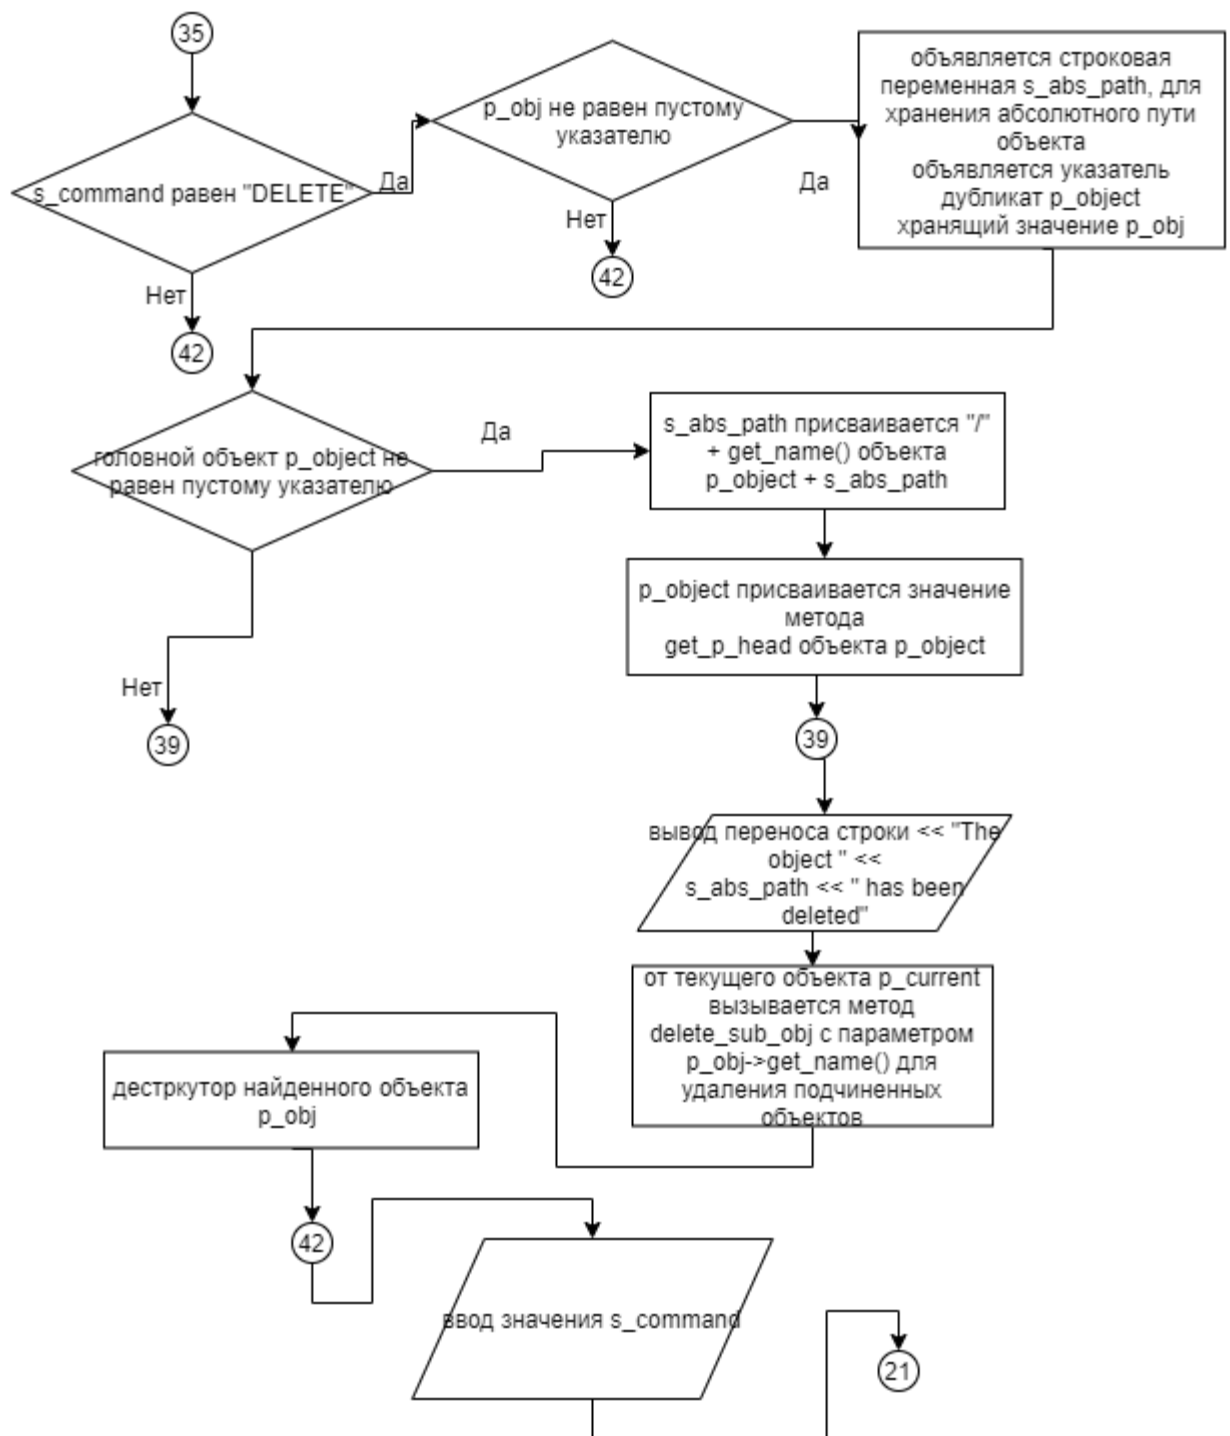 35
s_command равен "DELETE"
Да
Нет
42
p_obj не равен пустому
указателю
Да
Нет
42
объявляется строковая
переменная s_abs_path, для
хранения абсолютного пути
объекта
объявляется указатель
дубликат p_object
хранящий значение p_obj
головной объект p_object не
равен пустому указателю
Да
Нет
39
s_abs_path присваивается "/"
+ get_name() объекта
p_object + s_abs_path
p_object присваивается значение
метода
get_p_head объекта p_object
39
вывод переноса строки << "The
object " <<
s_abs_path << " has been
deleted"
от текущего объекта p_current
вызывается метод
delete_sub_obj с параметром
p_obj->get_name() для
удаления подчиненных
объектов
дестркутор найденного объекта
p_obj
42
ввод значения s_command
21